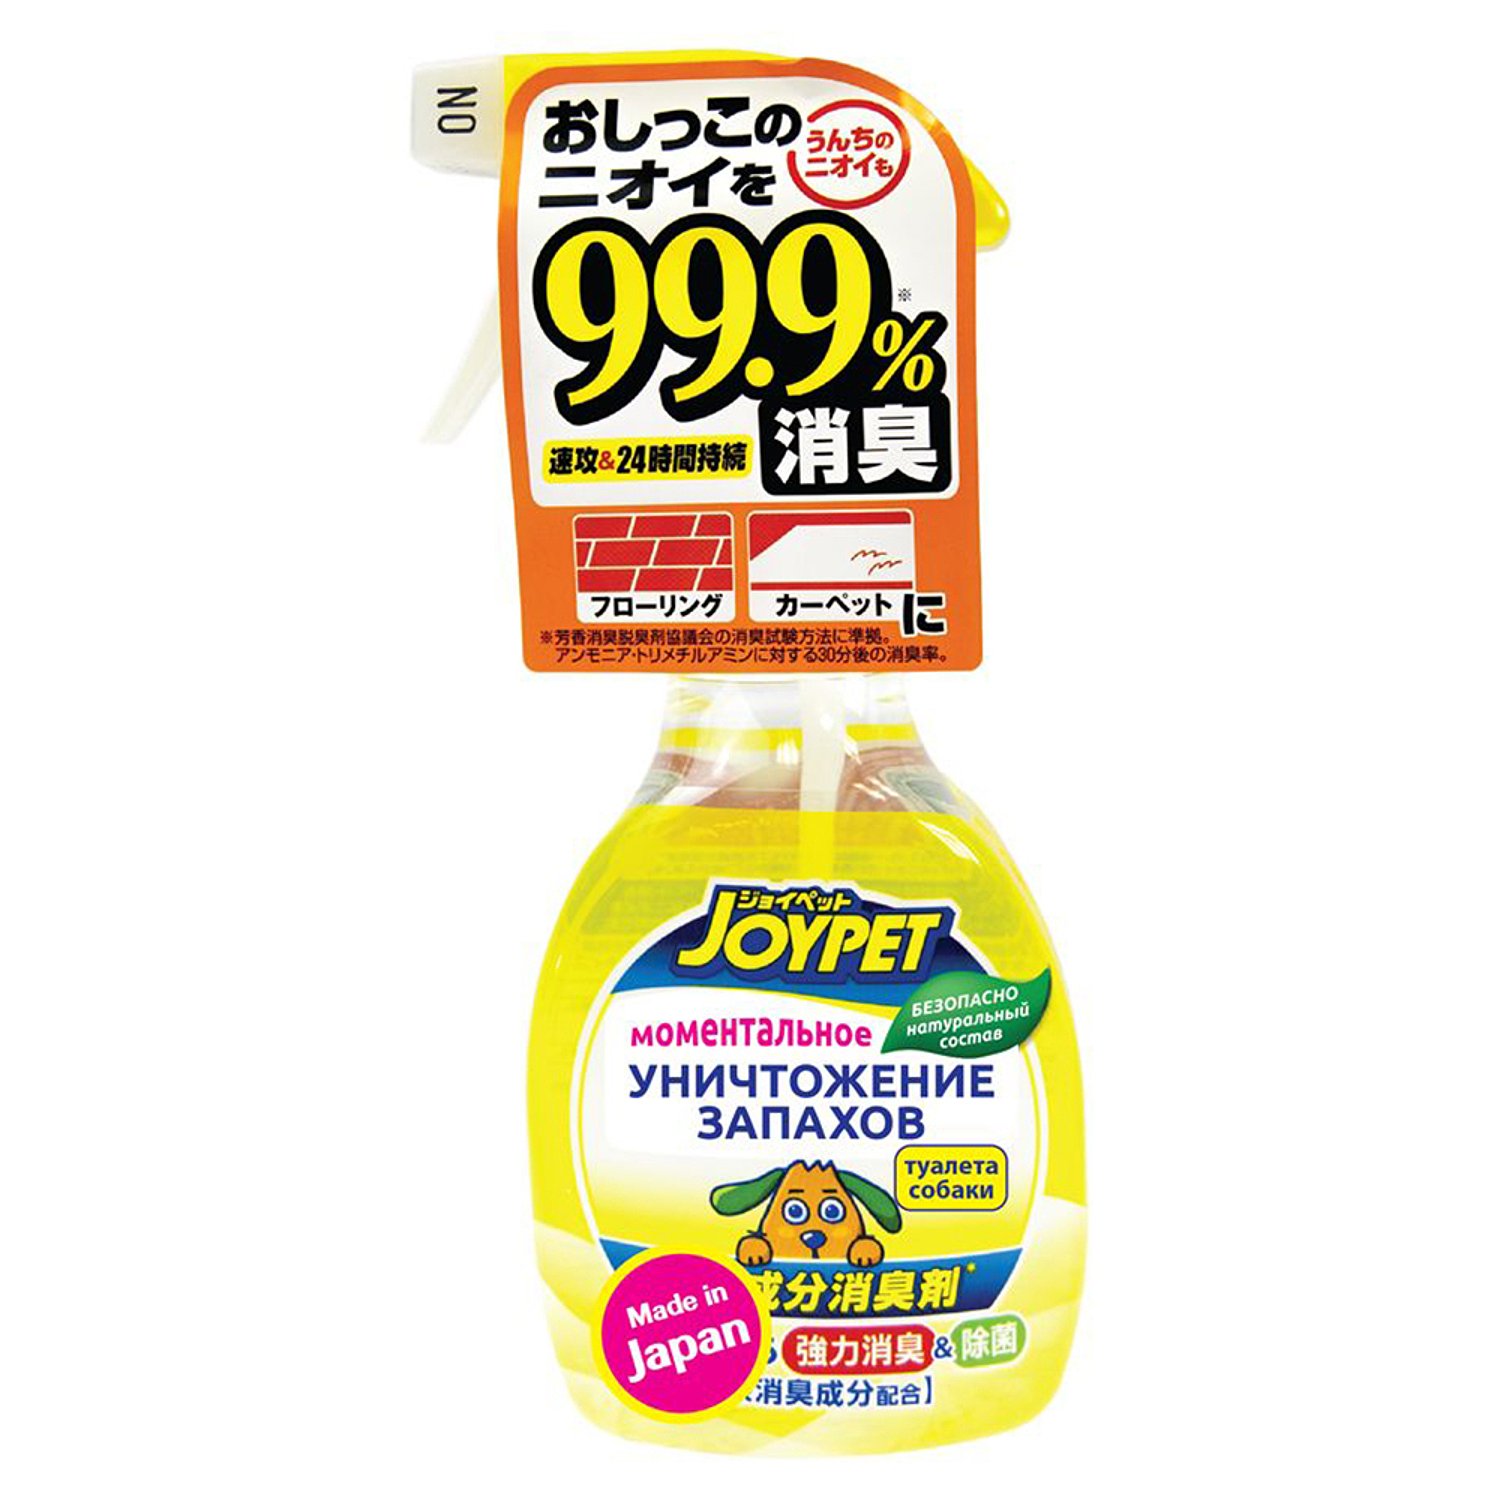 NO
おしっこの
ニオイを
うんちの
ニオイも
99.9%※
消臭
速攻&24時間持続
フローリング
カーペット に
※芳香消臭脱臭剤協議会の消臭試験方法に準拠。
アンモニア・トリメチルアミンに対する30分後の消臭率。
ジョイペット
JOYPET
БЕЗОПАСНО
натуральный
состав
моментальное
УНИЧТОЖЕНИЕ
ЗАПАХОВ
туалета
собаки
成分消臭剤*
Made in
Japan
強力消臭&除菌
消臭成分配合】